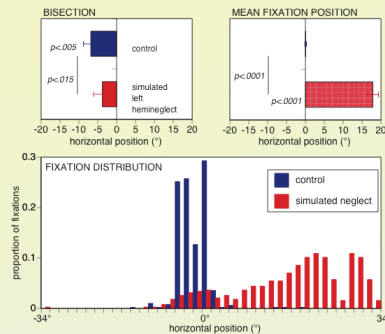 BISECTION
p<.005
control
p<.015
simulated
left
hemineglect
-20 -15 -10 -5 0 5 10 15 20
horizontal position (°)
MEAN FIXATION POSITION
p<.0001
p<.0001
-20 -15 -10 -5 0 5 10 15 20
horizontal position (°)
FIXATION DISTRIBUTION
control
simulated neglect
proportion of fixations
0.3
0.2
0.1
0
-34° 0° 34
horizontal position (°)